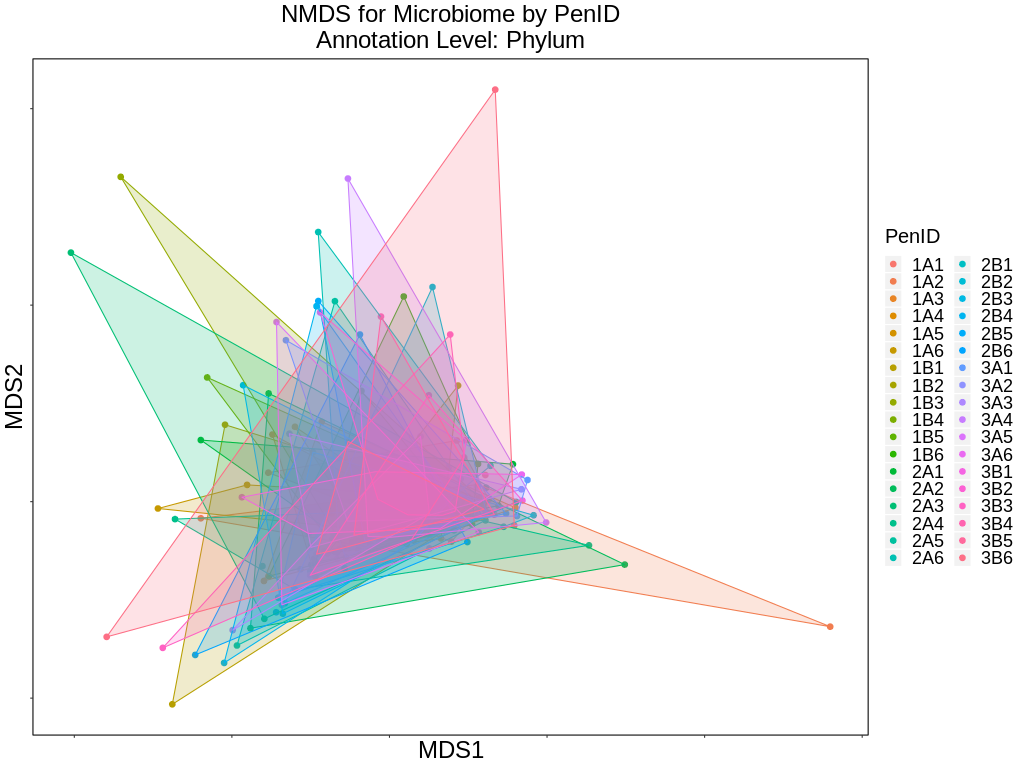 NMDS for Microbiome by PenID
Annotation Level: Phylum
MDS2
MDS1
PenID
1A1
1A2
1A3
1A4
1A5
1A6
1B1
1B2
1B3
1B4
1B5
1B6
2A1
2A2
2A3
2A4
2A5
2A6
2B1
2B2
2B3
2B4
2B5
2B6
3A1
3A2
3A3
3A4
3A5
3A6
3B1
3B2
3B3
3B4
3B5
3B6